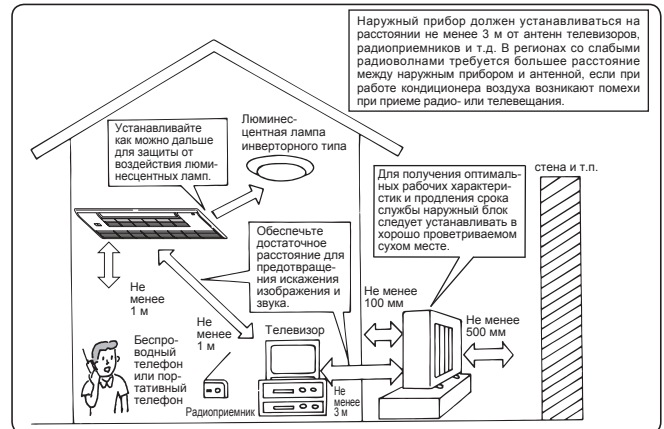 Наружный прибор должен устанавливаться на
расстоянии не менее 3 м от антенн телевизоров,
радиоприемников и т.д. В регионах со слабыми
радиоволнами требуется большее расстояние
между наружным прибором и антенной, если при
работе кондиционера воздуха возникают помехи
при приеме радио- или телевещания.
Устанавливайте
как можно дальше
для защиты от
воздействия люми-
несцентных ламп.
Люминес-
центная лампа
инверторного типа
стена и т.п.
Для получения оптималь-
ных рабочих характери-
стик и продления срока
службы наружный блок
следует устанавливать в
хорошо проветриваемом
сухом месте.
Обеспечьте
достаточное
расстояние для
предотвраще-
ния искажения
изображения и
звука.
Не
менее
1 м
Не менее
100 мм
Не менее
500 мм
Не
менее
1 м
Телевизор
Беспро-
водный
телефон
или пор-
тативный
телефон
Радиоприемник
Не
менее
3 м